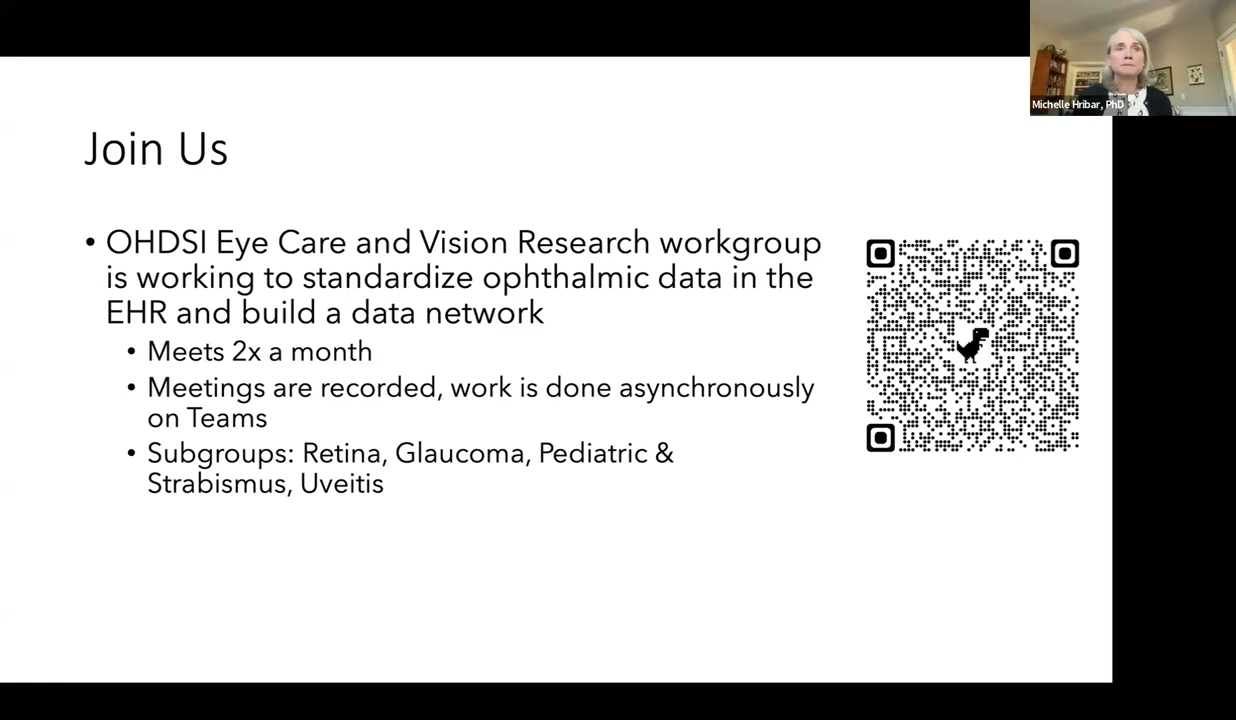 Michelle Hribar, PhD
Join Us
• OHDSI Eye Care and Vision Research workgroup
is working to standardize ophthalmic data in the
EHR and build a data network
• Meets 2x a month
• Meetings are recorded, work is done asynchronously
on Teams
• Subgroups: Retina, Glaucoma, Pediatric &
Strabismus, Uveitis